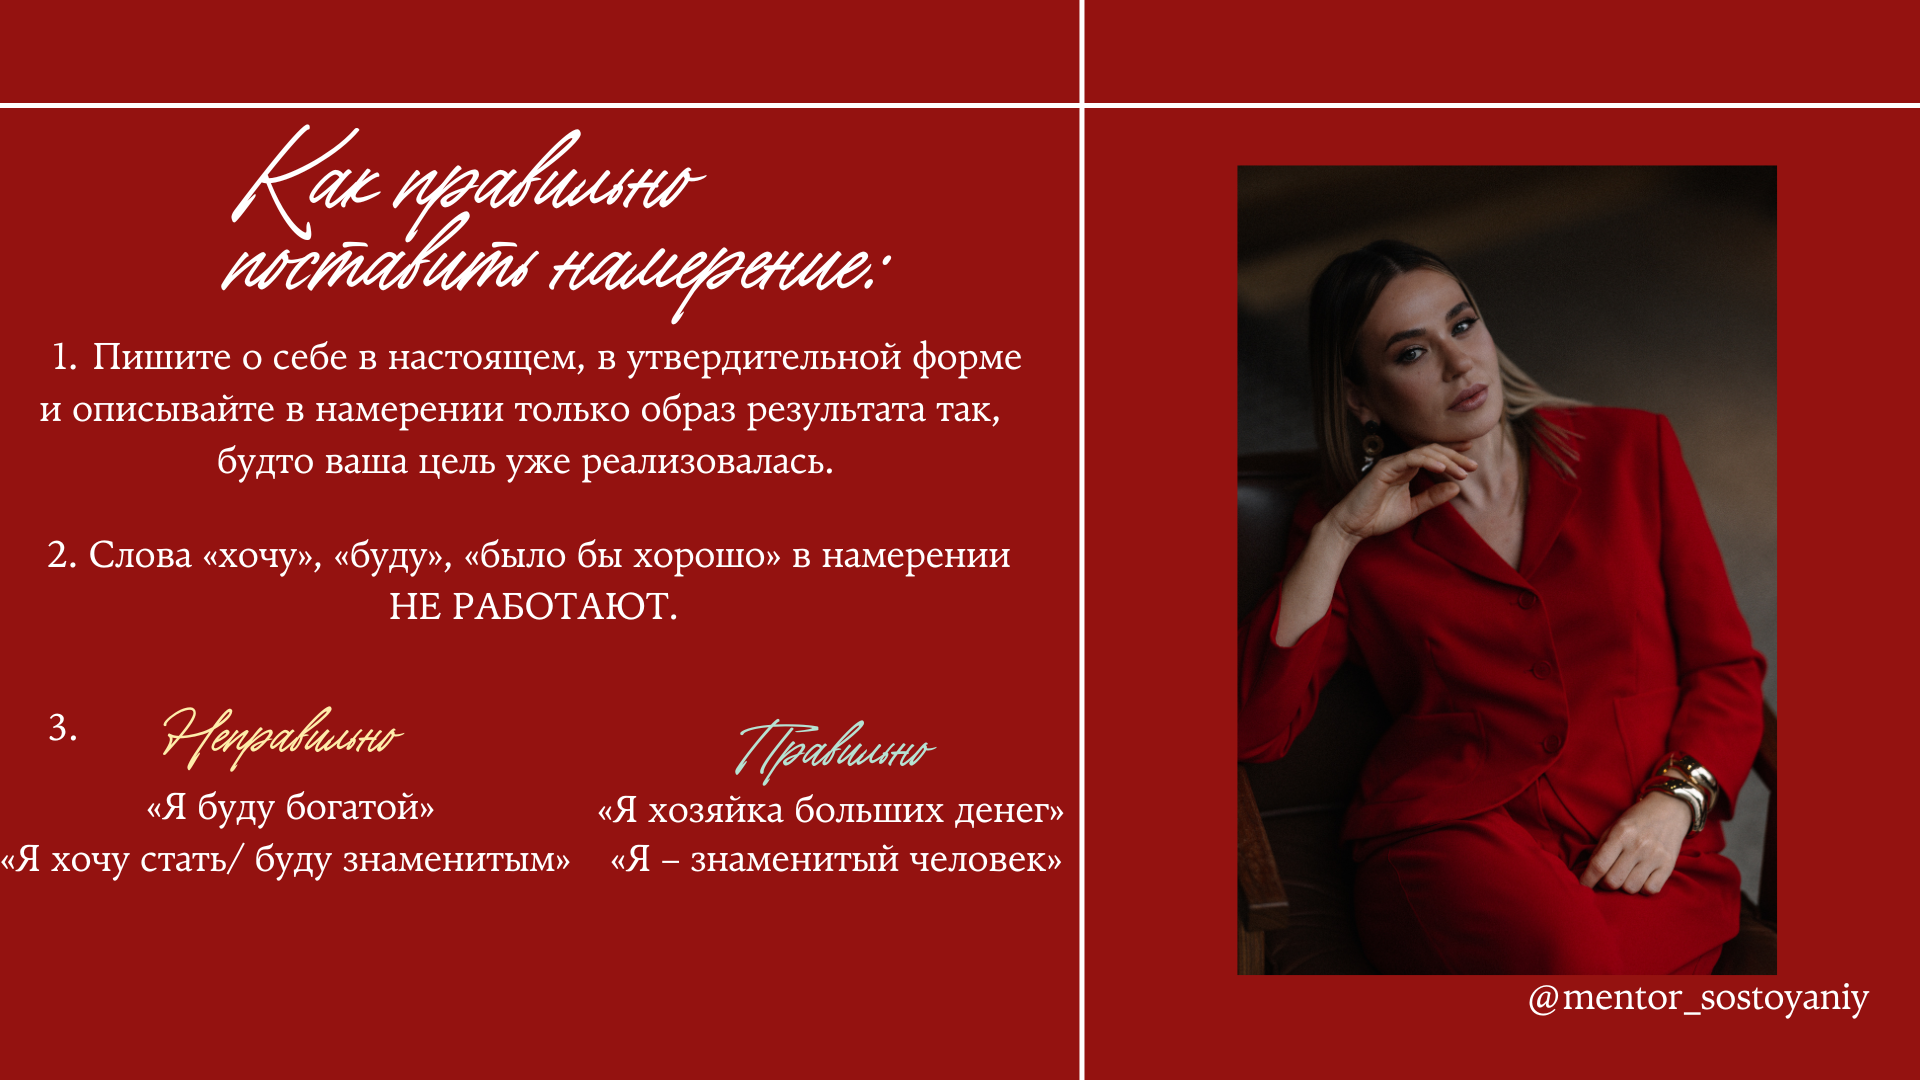 Как правильно
поставить намерение:
1. Пишите о себе в настоящем, в утвердительной форме
и описывайте в намерении только образ результата так,
будто ваша цель уже реализовалась.
2. Слова «хочу», «буду», «было бы хорошо» в намерении
НЕ РАБОТАЮТ.
3.
Неправильно
«Я буду богатой»
«Я хочу стать/ буду знаменитым»
Правильно
«Я хозяйка больших денег»
«Я – знаменитый человек»
@mentor_sostoyaniy